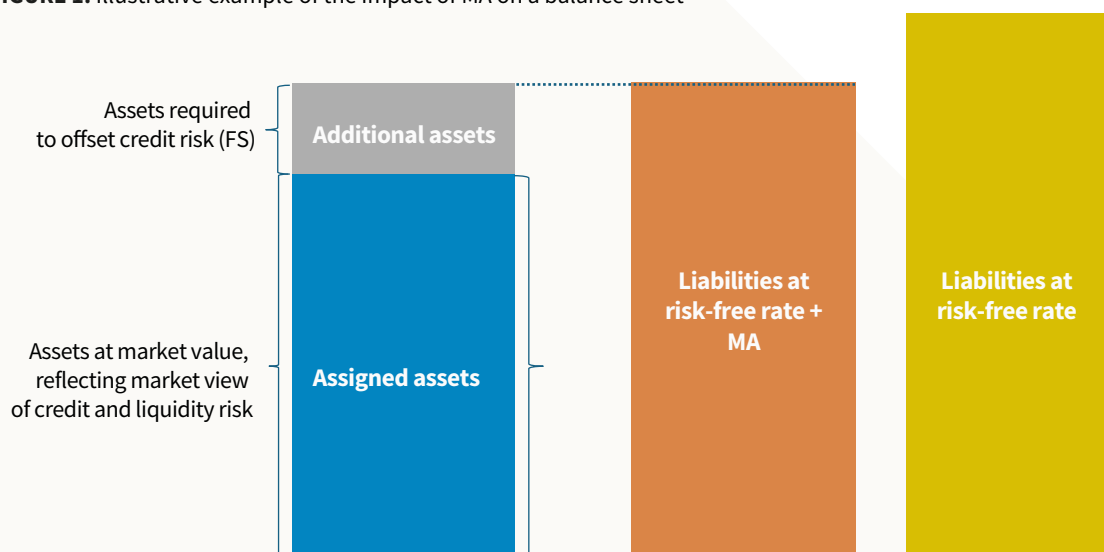 FIGURE 1: Illustrative example of the impact of MA on a balance sheet
Assets required
to offset credit risk (FS)
Additional assets
Liabilities at
risk-free rate +
MA
Liabilities at
risk-free rate
Assets at market value,
reflecting market view
of credit and liquidity risk
Assigned assets